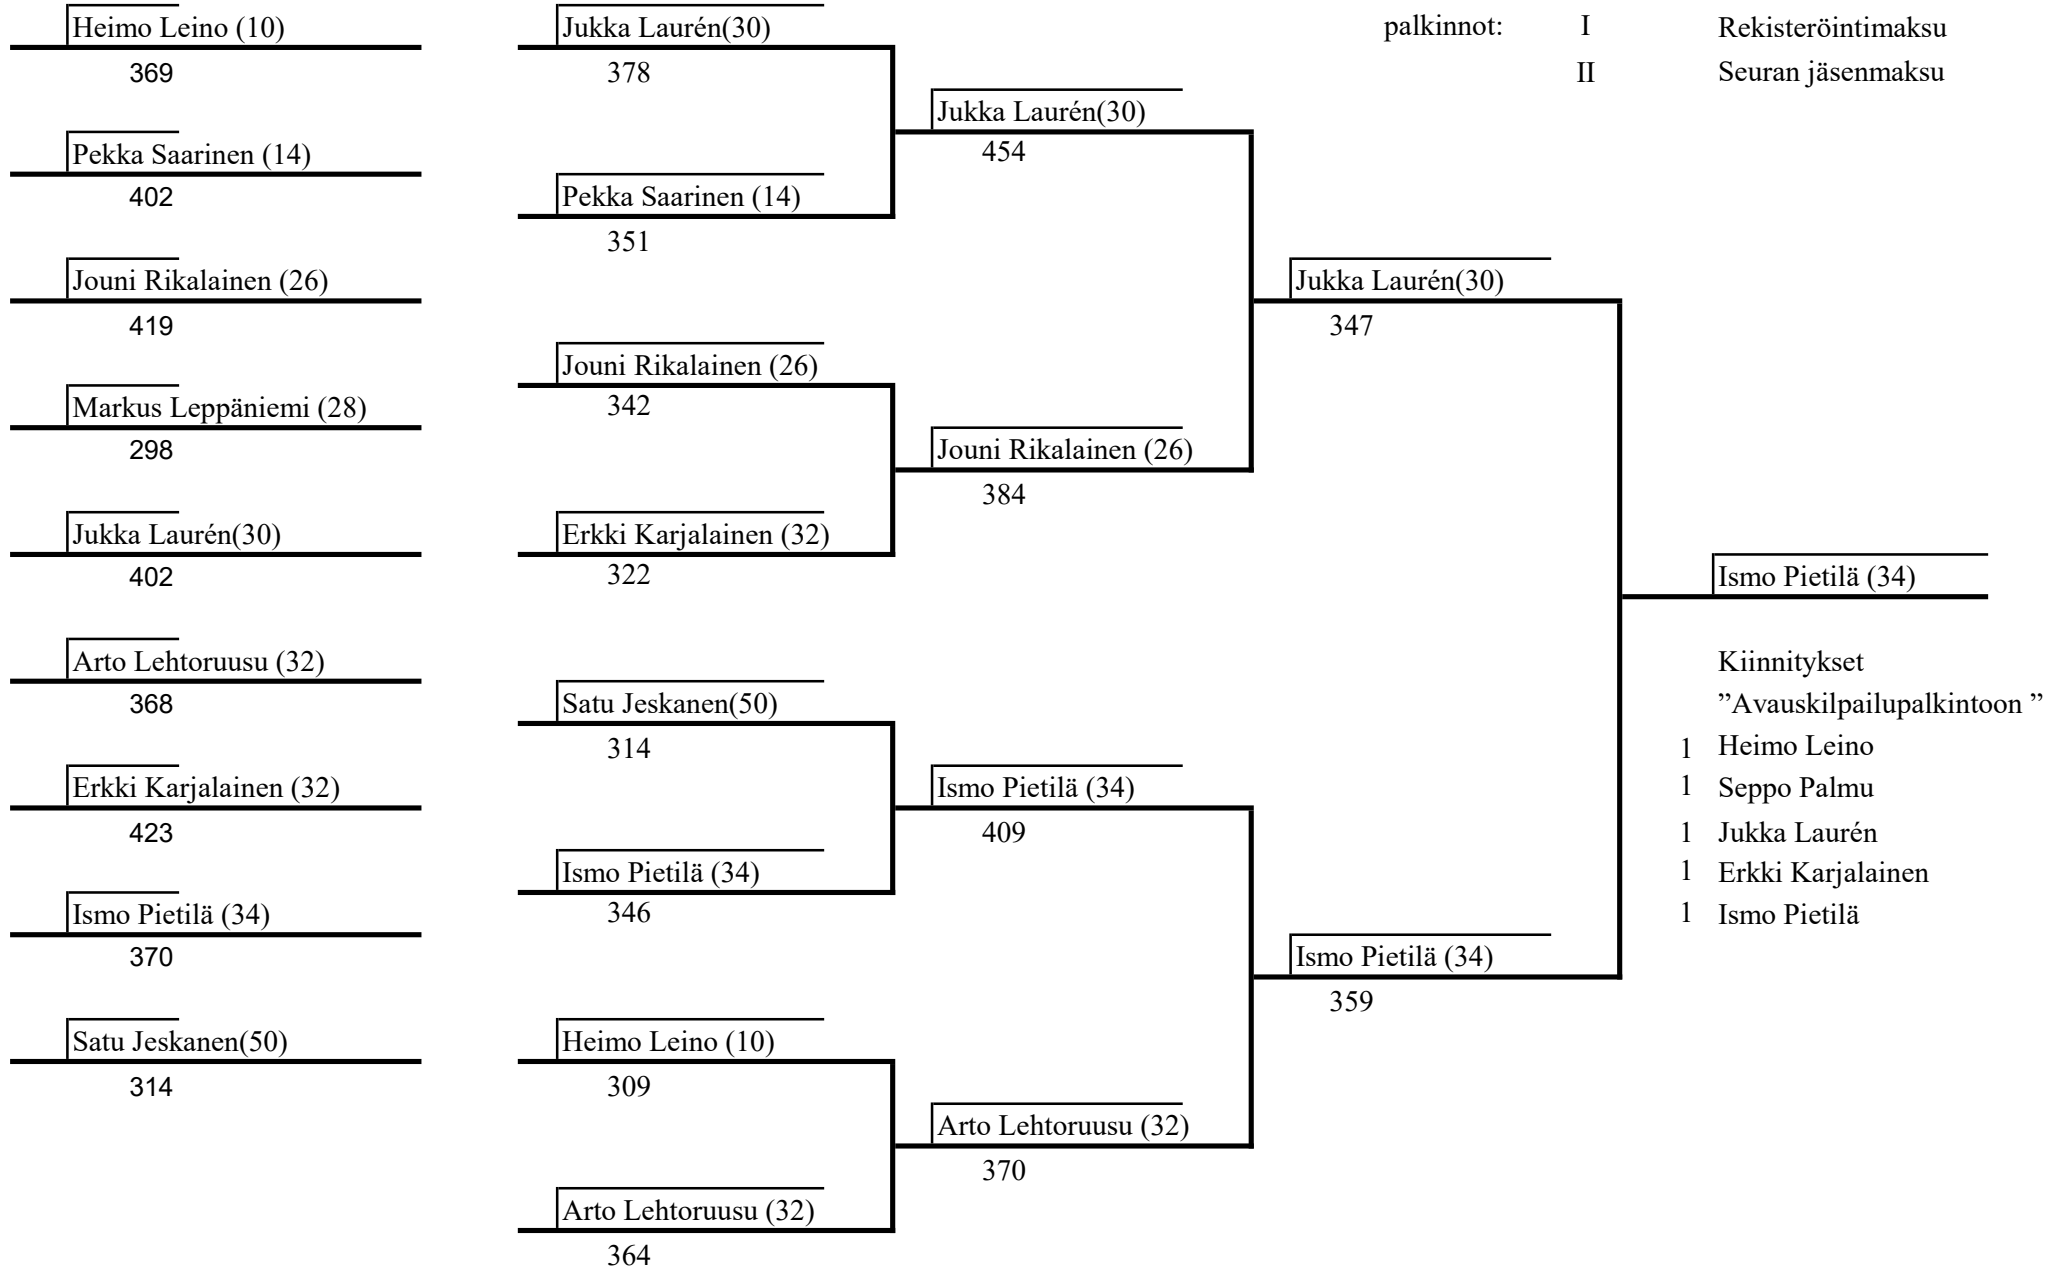 Heimo Leino (10)
369
Pekka Saarinen (14)
402
Jouni Rikalainen (26)
419
Markus Leppäniemi (28)
298
Jukka Laurén(30)
402
Arto Lehtoruusu (32)
368
Erkki Karjalainen (32)
423
Ismo Pietilä (34)
370
Satu Jeskanen(50)
314
Jukka Laurén(30)
378
Pekka Saarinen (14)
351
Jouni Rikalainen (26)
342
Erkki Karjalainen (32)
322
Satu Jeskanen(50)
314
Ismo Pietilä (34)
346
Heimo Leino (10)
309
Arto Lehtoruusu (32)
364
Jukka Laurén(30)
454
Jouni Rikalainen (26)
384
Ismo Pietilä (34)
409
Arto Lehtoruusu (32)
370
Jukka Laurén(30)
347
Ismo Pietilä (34)
359
palkinnot: I Rekisteröintimaksu
II Seuran jäsenmaksu
Ismo Pietilä (34)
Kiinnitykset
”Avauskilpailupalkintoon ”
1 Heimo Leino
1 Seppo Palmu
1 Jukka Laurén
1 Erkki Karjalainen
1 Ismo Pietilä